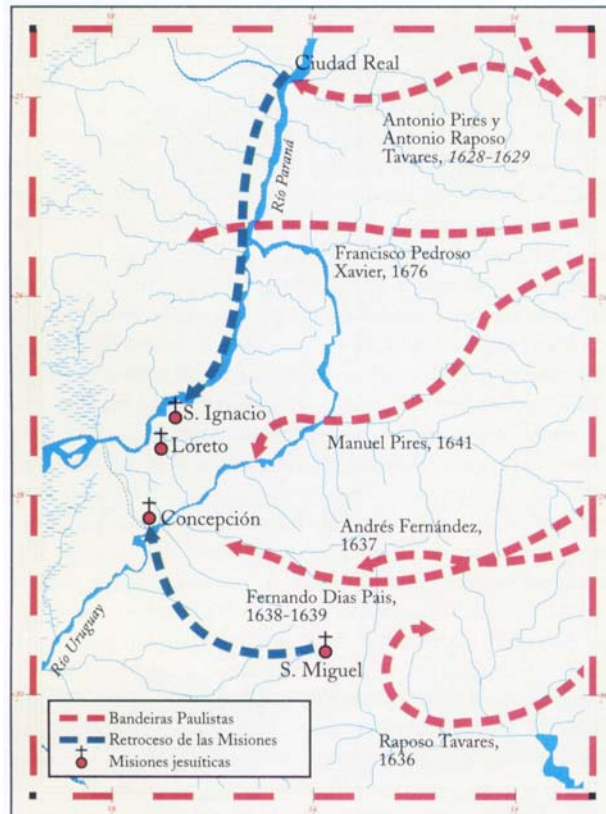 Ciudad Real
Antonio Pires y
Antonio Raposo
Tavares, 1628-1629
Río Paraná
Francisco Pedroso
Xavier, 1676
S. Ignacio
Loreto
Manuel Pires, 1641
Concepción
Andrés Fernández,
1637
Fernando Dias Pais,
1638-1639
Río Uruguay
S. Miguel
Raposo Tavares,
1636
Bandeiras Paulistas
Retroceso de las Misiones
Misiones jesuíticas